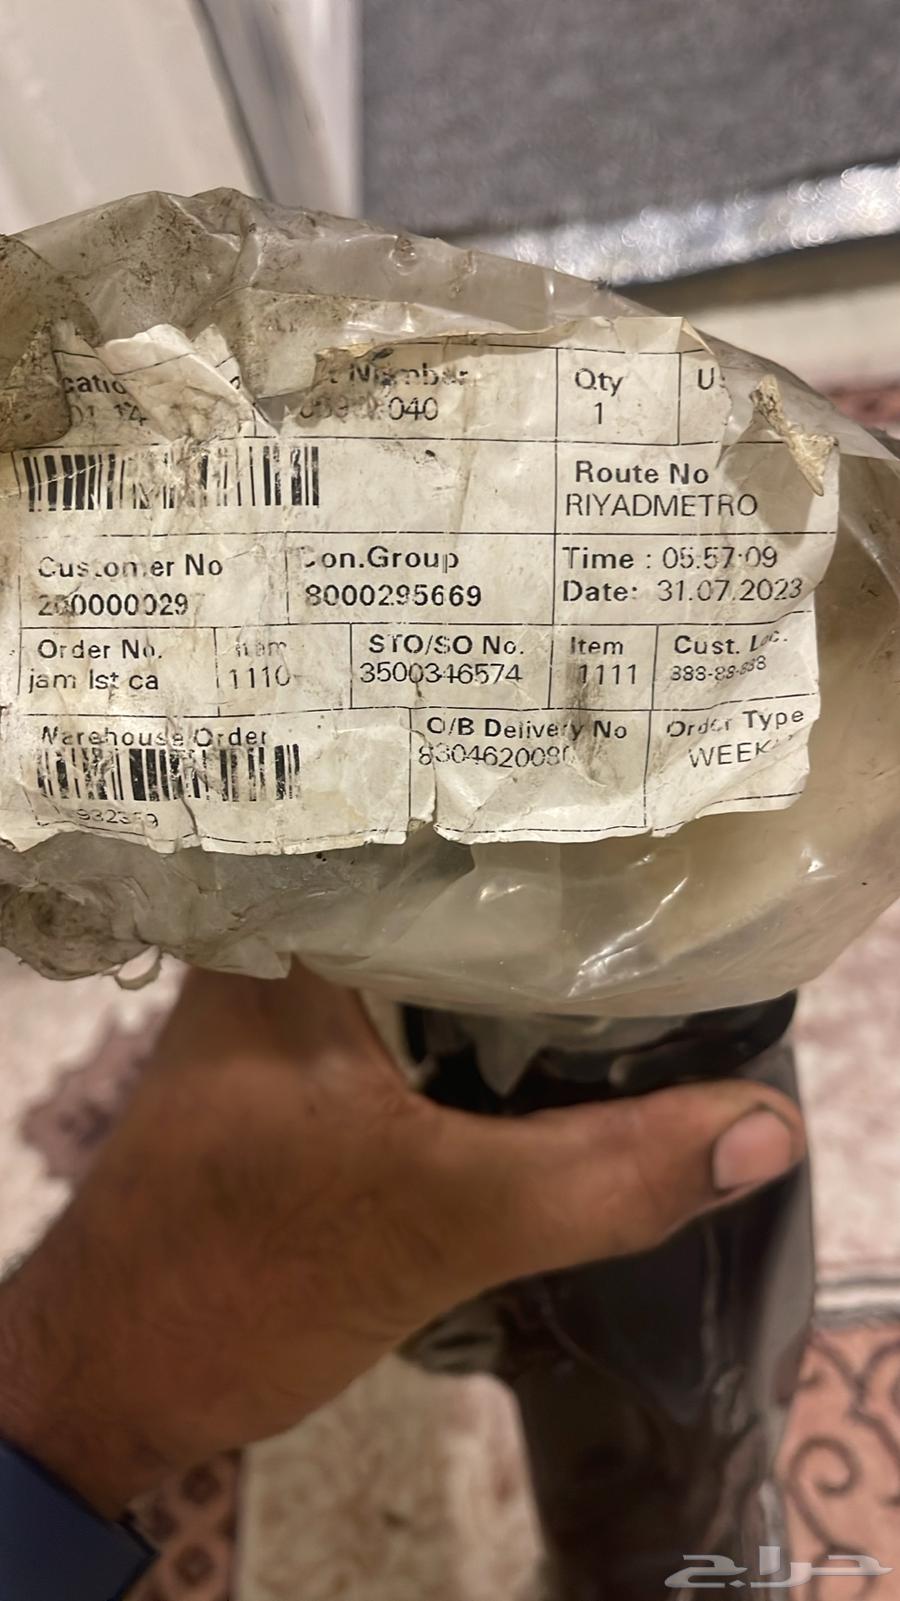 Qty
1
Route No
RIYADMETRO
Customer No
Con.Group
8000295669
Time : 05:57:09
Date: 31.07.2023
Order No.
jam lst ca
Item
1110
STO/SO No.
3500346574
Item
1111
Cust. Loc.
Warehouse Order
O/B Delivery No
Order Type
حراج